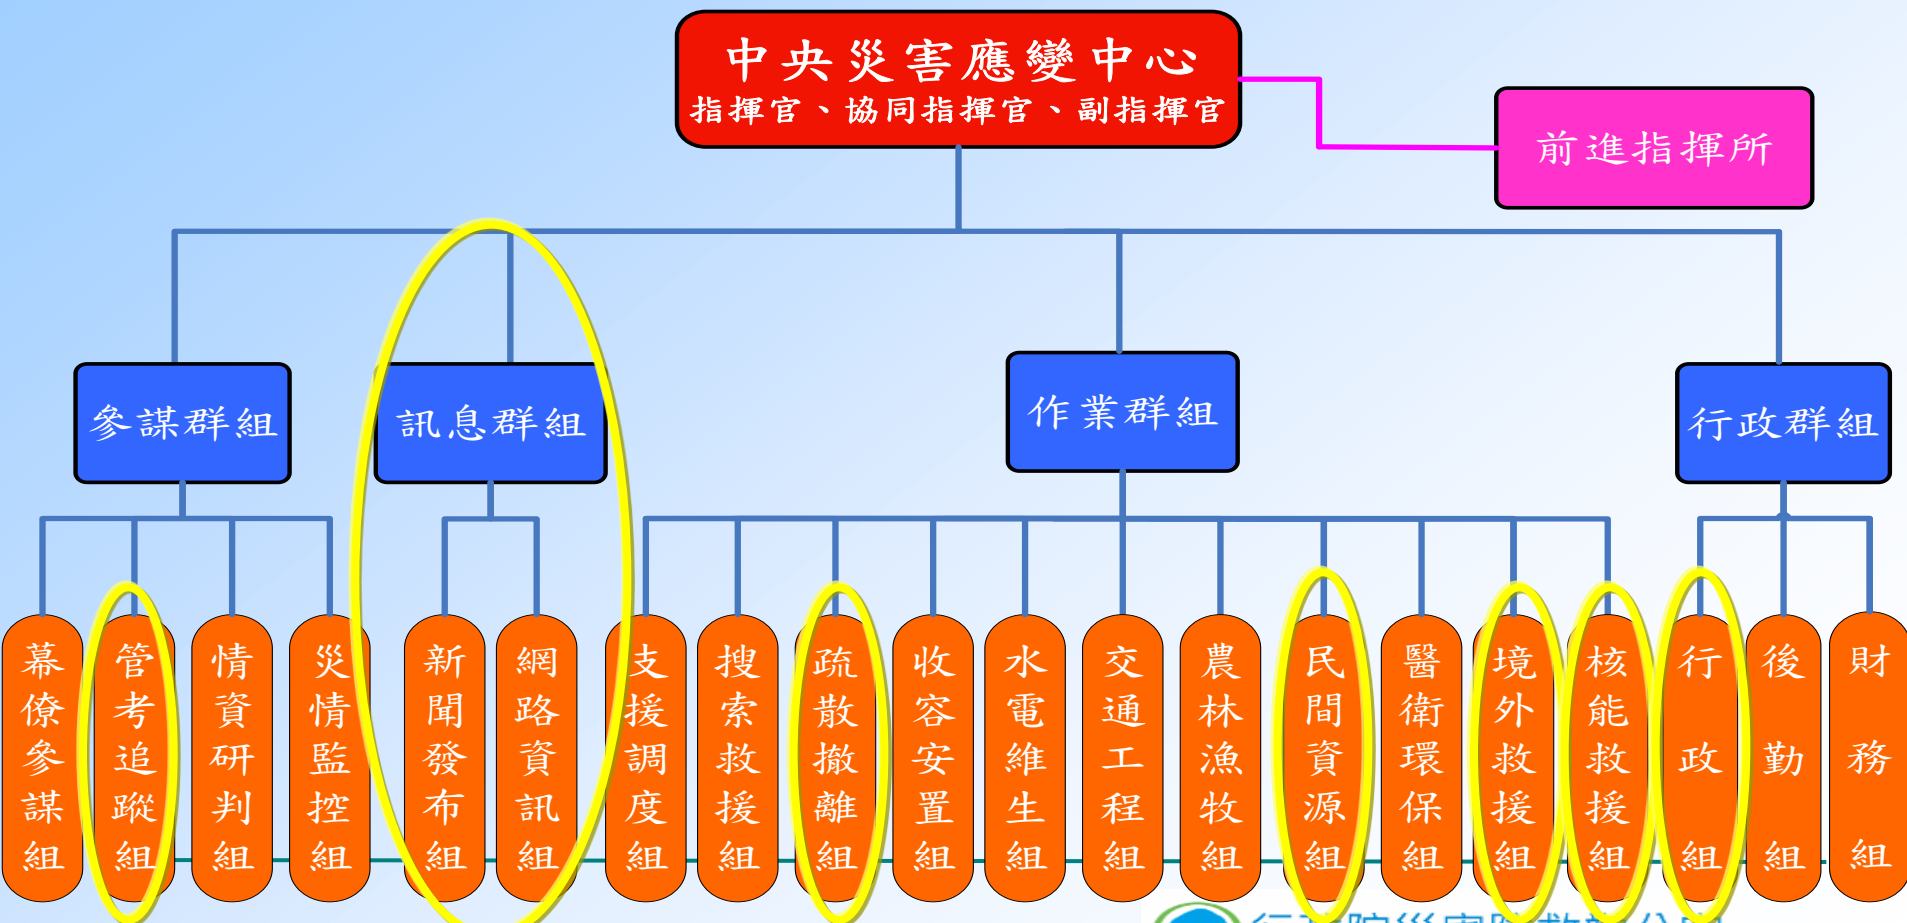 中央災害應變中心
指揮官、協同指揮官、副指揮官
前進指揮所
參謀群組
訊息群組
作業群組
行政群組
幕僚參謀組
管考追蹤組
情資研判組
災情監控組
新聞發布組
網路資訊組
支援調度組
搜索救援組
疏散撤離組
收容安置組
水電維生組
交通工程組
農林漁牧組
民間資源組
醫衛環保組
境外救援組
核能救援組
行政組
後勤組
財務組